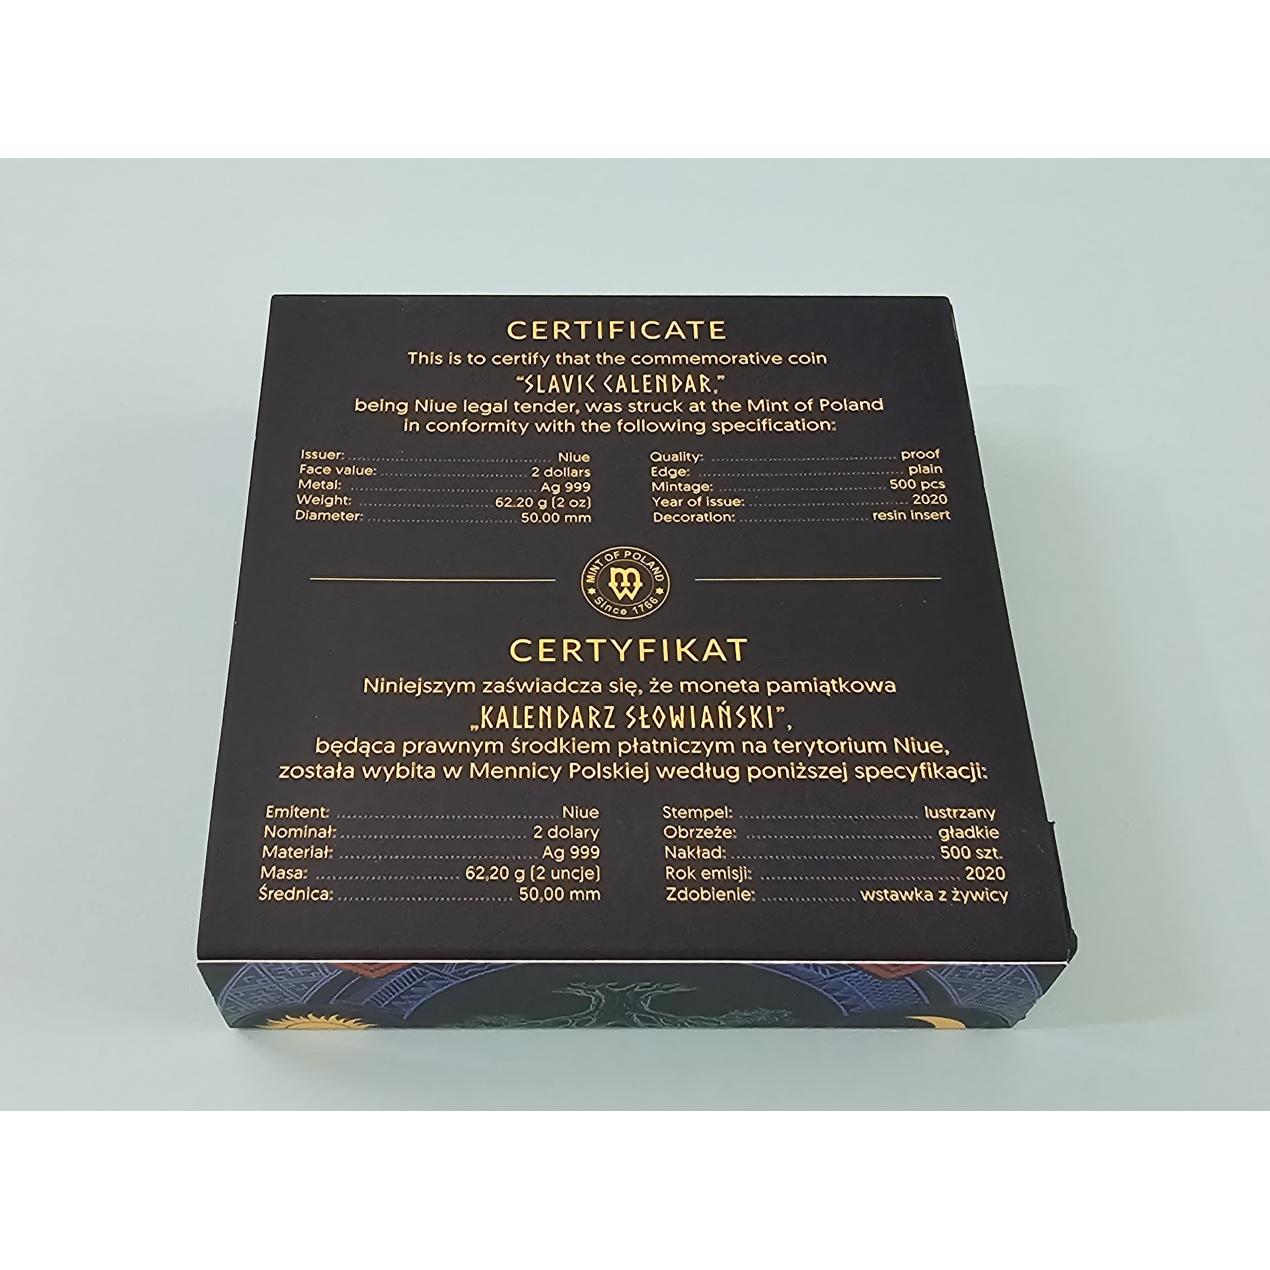 CERTIFICATE
This is to certify that the commemorative coin
“SLAVIC CALENDAR,”
being Niue legal tender, was struck at the Mint of Poland
in conformity with the following specification:
Issuer: Niue
Face value: 2 dollars
Metal: Ag 999
Weight: 62.20 g (2 oz)
Diameter: 50.00 mm
Quality: proof
Edge: plain
Mintage: 500 pcs
Year of issue: 2020
Decoration: resin insert
MINT OF POLAND
MW
Since 1766
CERTYFIKAT
Niniejszym zaświadcza się, że moneta pamiątkowa
„KALENDARZ SŁOWIAŃSKI”,
będąca prawnym środkiem płatniczym na terytorium Niue,
została wybita w Mennicy Polskiej według poniższej specyfikacji:
Emitent: Niue
Nominał: 2 dolary
Materiał: Ag 999
Masa: 62,20 g (2 uncje)
Średnica: 50,00 mm
Stempel: lustrzany
Obrzeże: gładkie
Nakład: 500 szt.
Rok emisji: 2020
Zdobienie: wstawka z żywicy